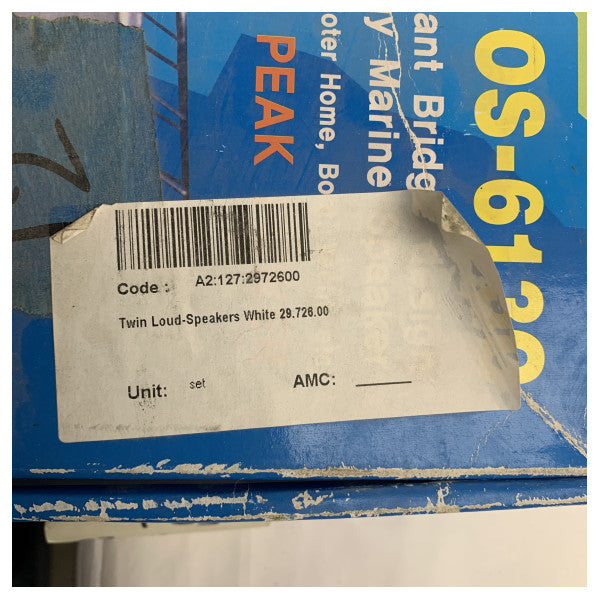 OS-6120
ant Bridg
y Marine
oter Home, Bo
PEAK
Code : A2:127:2972600
Twin Loud-Speakers White 29.726.00
Unit: set AMC: